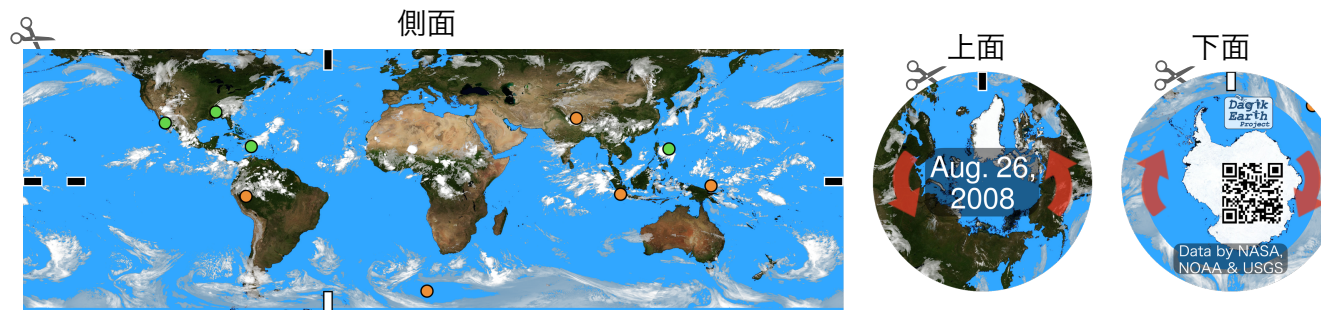 側面
上面
下面
Aug. 26,
2008
Dagik
Earth
Project
Data by NASA,
NOAA & USGS